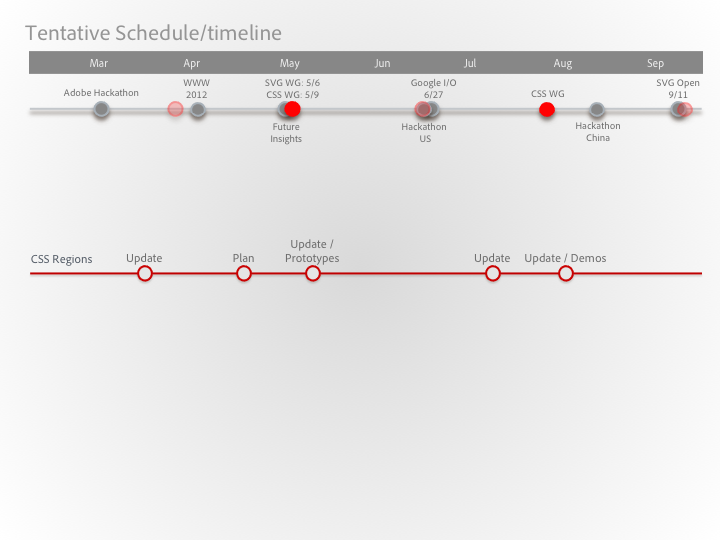 Tentative Schedule/timeline
Mar Apr May Jun Jul Aug Sep
Adobe Hackathon
WWW
2012
SVG WG: 5/6
CSS WG: 5/9
Future
Insights
Google I/O
6/27
Hackathon
US
CSS WG
Hackathon
China
SVG Open
9/11
CSS Regions
Update
Plan
Update /
Prototypes
Update
Update / Demos